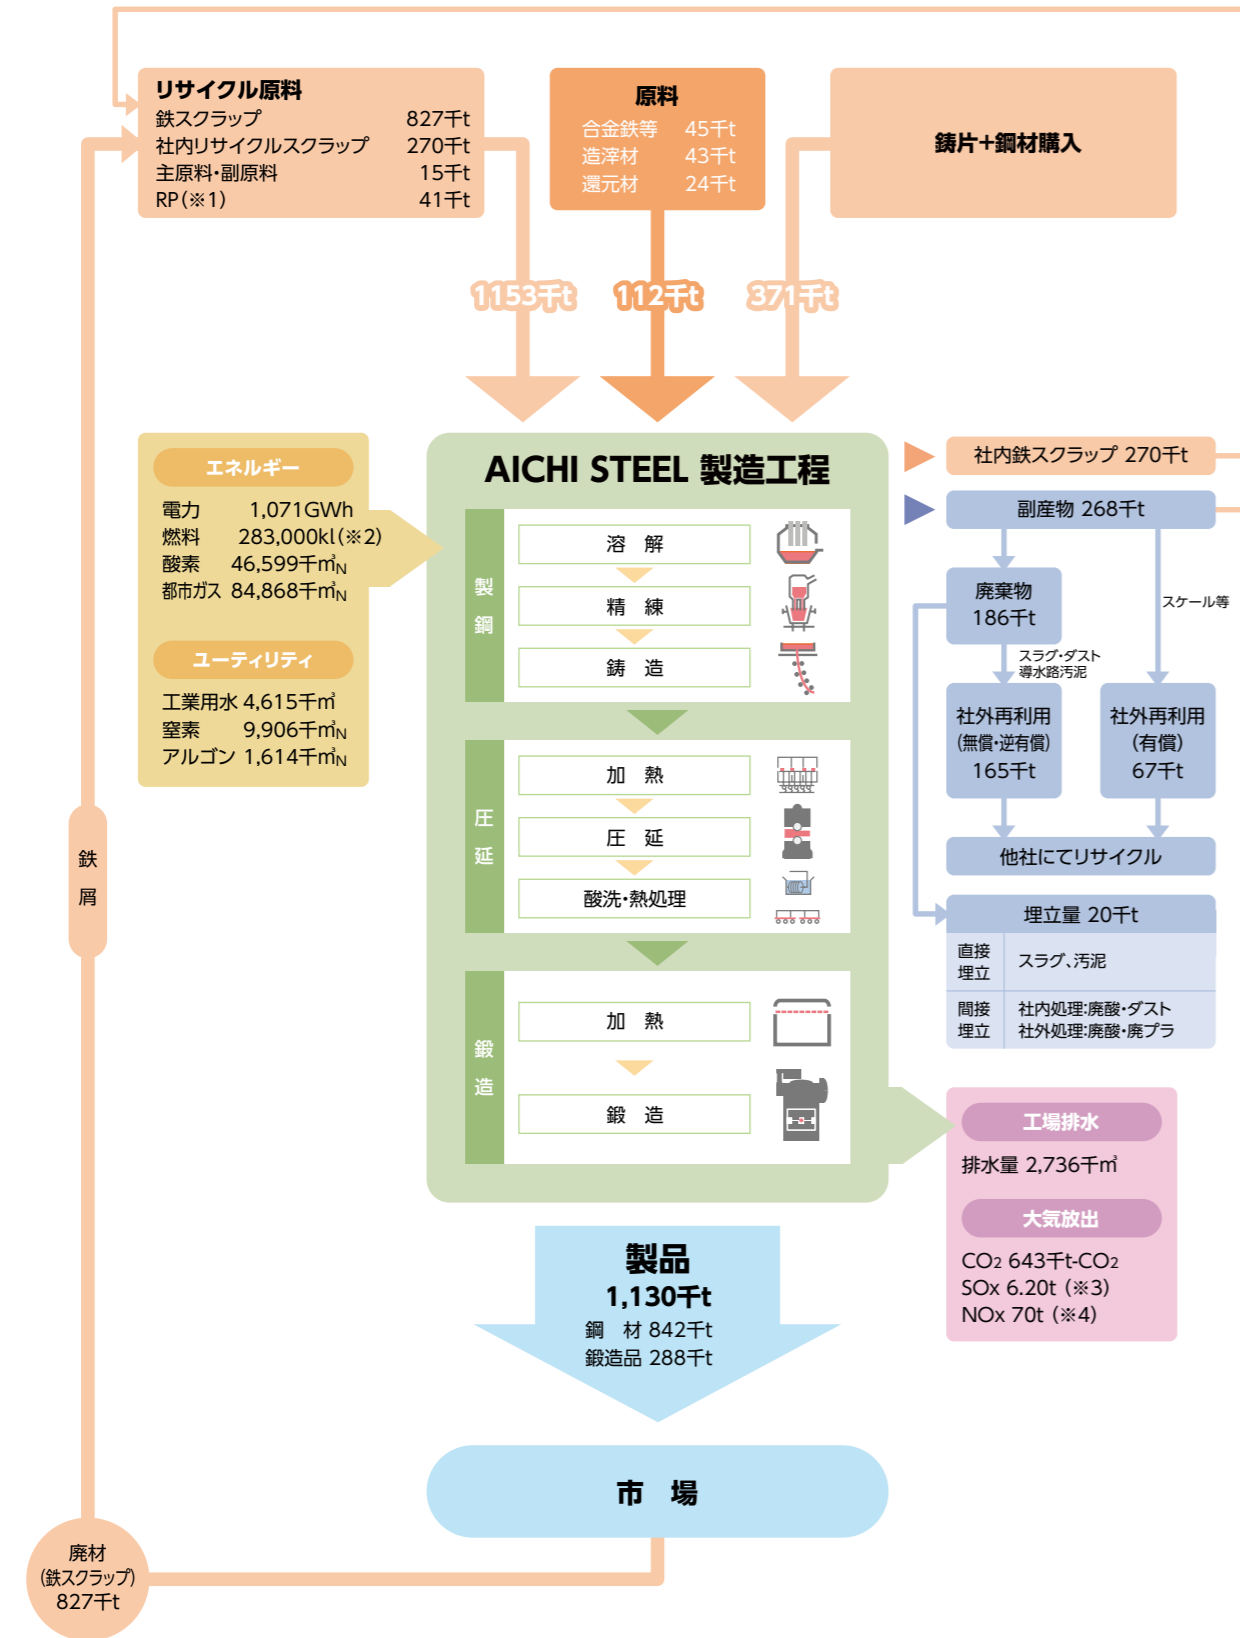 リサイクル原料
鉄スクラップ 827千t
社内リサイクルスクラップ 270千t
主原料・副原料 15千t
RP(※1) 41千t
原料
合金鉄等 45千t
造滓材 43千t
還元材 24千t
鋳片+鋼材購入
1153千t
112千t
371千t
エネルギー
電力 1,071GWh
燃料 283,000kl(※2)
酸素 46,599千㎥N
都市ガス 84,868千㎥N
ユーティリティ
工業用水 4,615千㎥
窒素 9,906千㎥N
アルゴン 1,614千㎥N
AICHI STEEL 製造工程
製鋼
溶解
精練
鋳造
圧延
加熱
圧延
酸洗・熱処理
鍛造
加熱
鍛造
社内鉄スクラップ 270千t
副産物 268千t
廃棄物
186千t
スケール等
スラグ・ダスト
導水路汚泥
社外再利用
(無償・逆有償)
165千t
社外再利用
(有償)
67千t
他社にてリサイクル
埋立量 20千t
直接
埋立
スラグ、汚泥
間接
埋立
社内処理:廃酸・ダスト
社外処理:廃酸・廃プラ
工場排水
排水量 2,736千㎥
大気放出
CO2 643千t-CO2
SOx 6.20t (※3)
NOx 70t (※4)
製品
1,130千t
鋼 材 842千t
鍛造品 288千t
市 場
鉄屑
廃材
(鉄スクラップ)
827千t